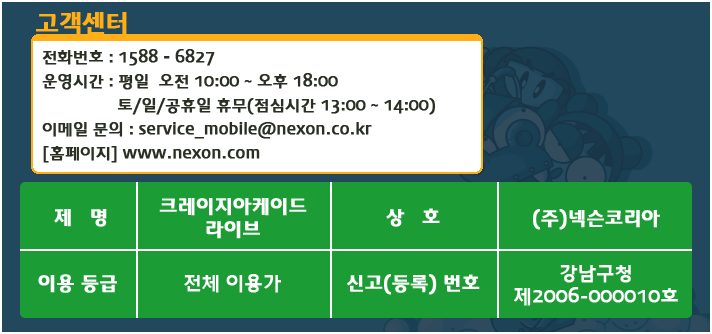 고객센터
전화번호 : 1588 - 6827
운영시간 : 평일 오전 10:00 ~ 오후 18:00
토/일/공휴일 휴무(점심시간 13:00 ~ 14:00)
이메일 문의 : service_mobile@nexon.co.kr
[홈페이지] www.nexon.com
제 명
크레이지아케이드
라이브
상 호
(주)넥슨코리아
이용 등급
전체 이용가
신고(등록) 번호
강남구청
제2006-000010호